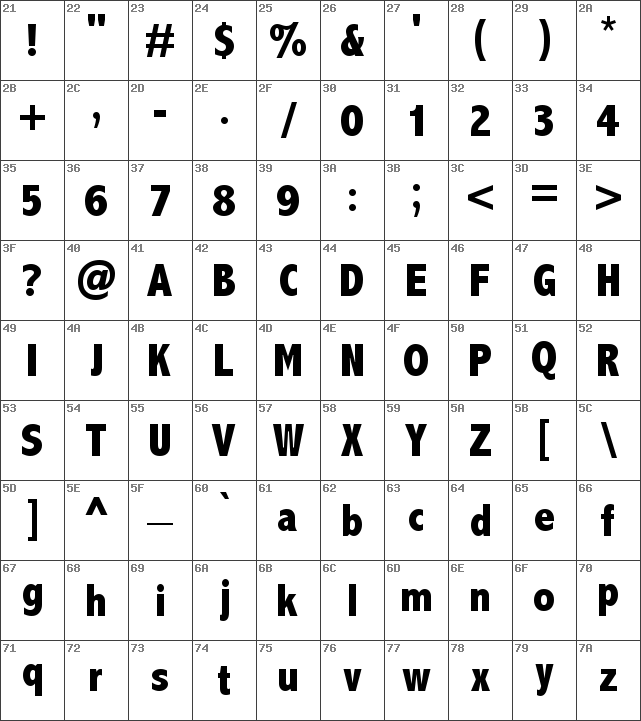 21 22 23 24 25 26 27 28 29 2A
! " # $ % & ' ( ) *
2B 2C 2D 2E 2F 30 31 32 33 34
+ , - . / 0 1 2 3 4
35 36 37 38 39 3A 3B 3C 3D 3E
5 6 7 8 9 : ; < = >
3F 40 41 42 43 44 45 46 47 48
? @ A B C D E F G H
49 4A 4B 4C 4D 4E 4F 50 51 52
I J K L M N O P Q R
53 54 55 56 57 58 59 5A 5B 5C
S T U V W X Y Z [ \
5D 5E 5F 60 61 62 63 64 65 66
] ^ _ ` a b c d e f
67 68 69 6A 6B 6C 6D 6E 6F 70
g h i j k l m n o p
71 72 73 74 75 76 77 78 79 7A
q r s t u v w x y z